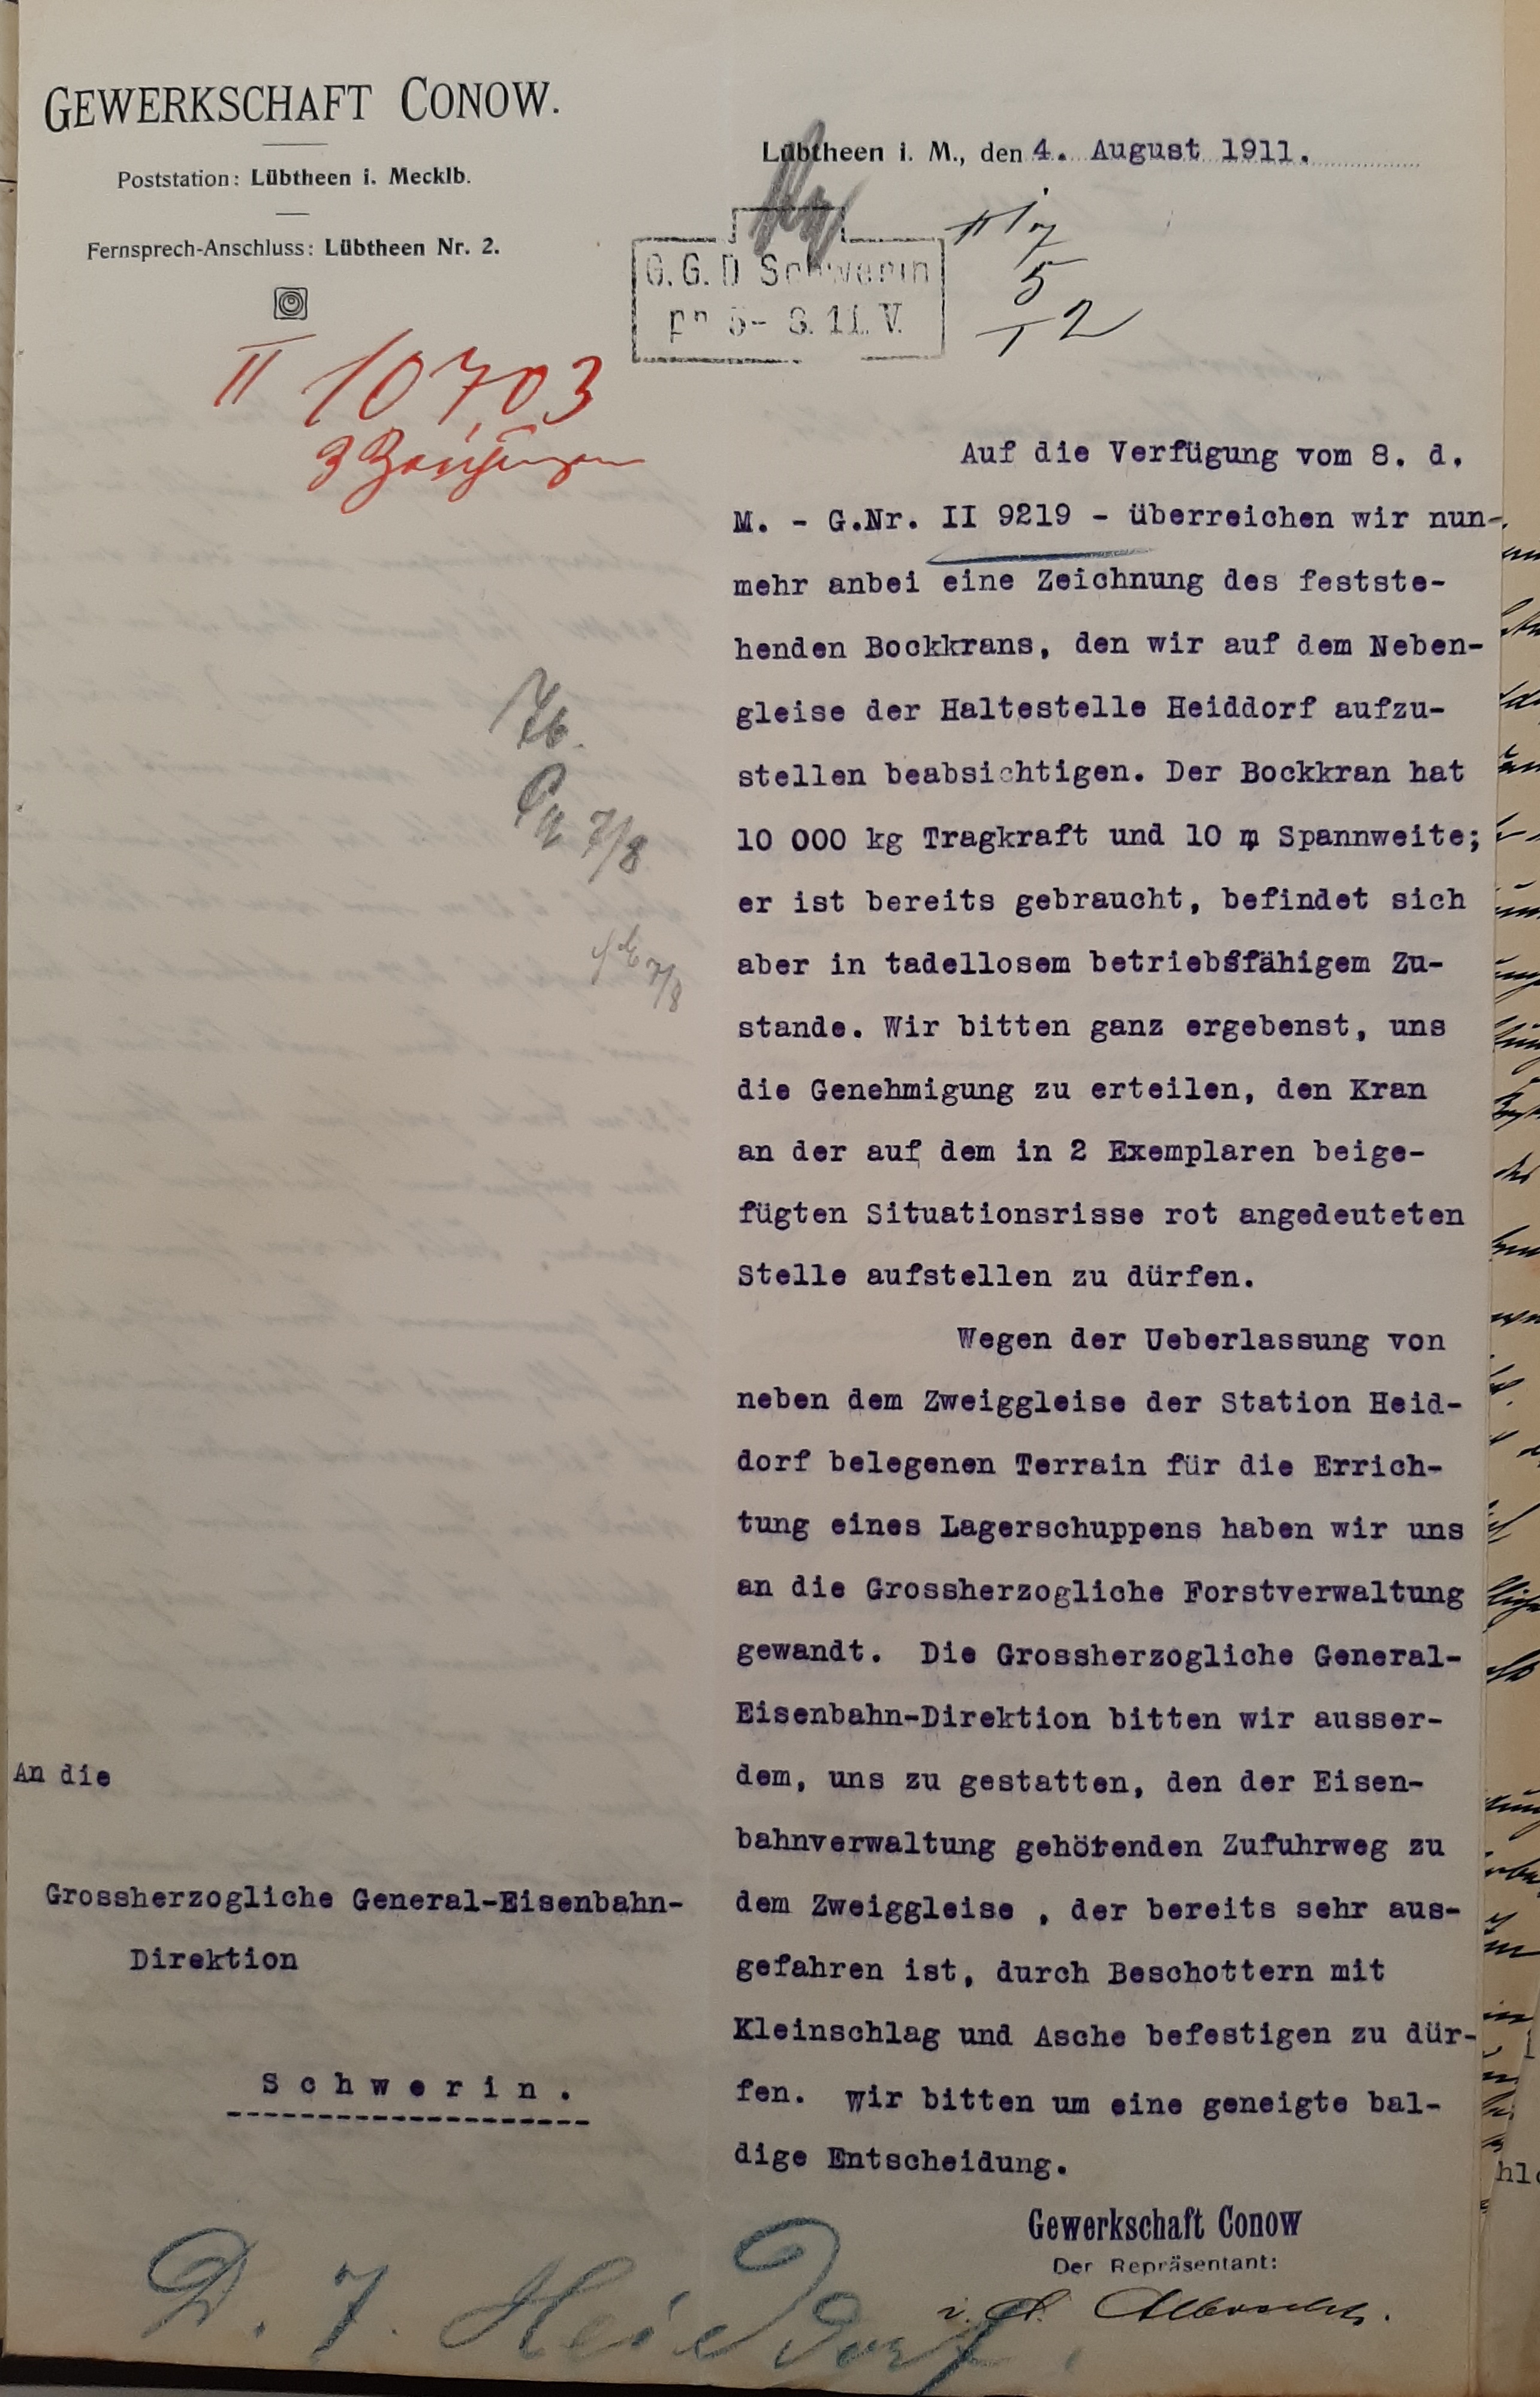 GEWERKSCHAFT CONOW.
Poststation: Lübtheen i. Mecklb.
Fernsprech-Anschluss: Lübtheen Nr. 2.
Lübtheen i. M., den 4. August 1911.
G. G. D Schwerin
II 10703
Auf die Verfügung vom 8. d.
M. - G.Nr. II 9219 - überreichen wir nun-
mehr anbei eine Zeichnung des festste-
henden Bockkrans, den wir auf dem Neben-
gleise der Haltestelle Heiddorf aufzu-
stellen beabsichtigen. Der Bockkran hat
10 000 kg Tragkraft und 10 m Spannweite;
er ist bereits gebraucht, befindet sich
aber in tadellosem betriebsfähigem Zu-
stande. Wir bitten ganz ergebenst, uns
die Genehmigung zu erteilen, den Kran
an der auf dem in 2 Exemplaren beige-
fügten Situationsrisse rot angedeuteten
Stelle aufstellen zu dürfen.
Wegen der Ueberlassung von
neben dem Zweiggleise der Station Heid-
dorf belegenen Terrain für die Errich-
tung eines Lagerschuppens haben wir uns
an die Grossherzogliche Forstverwaltung
gewandt. Die Grossherzogliche General-
Eisenbahn-Direktion bitten wir ausser-
dem, uns zu gestatten, den der Eisen-
bahnverwaltung gehörenden Zufuhrweg zu
dem Zweiggleise , der bereits sehr aus-
gefahren ist, durch Beschottern mit
Kleinschlag und Asche befestigen zu dür-
fen. Wir bitten um eine geneigte bal-
dige Entscheidung.
Gewerkschaft Conow
Der Repräsentant:
An die
Grossherzogliche General-Eisenbahn-
Direktion
Schwerin.
7/8
7/8
D. 7. Heiddorf.